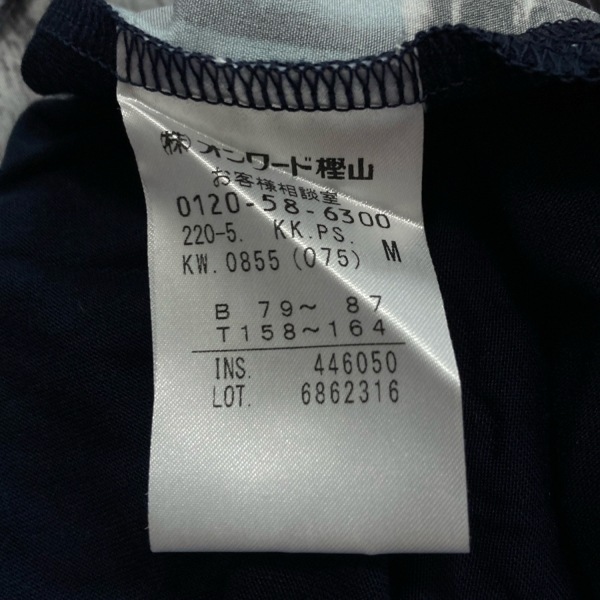 ㈱オンワード樫山
お客様相談室
0120-58-6300
220-5. KK.PS.
KW.0855(075) M
B 79～ 87
T158～164
INS. 446050
LOT. 6862316